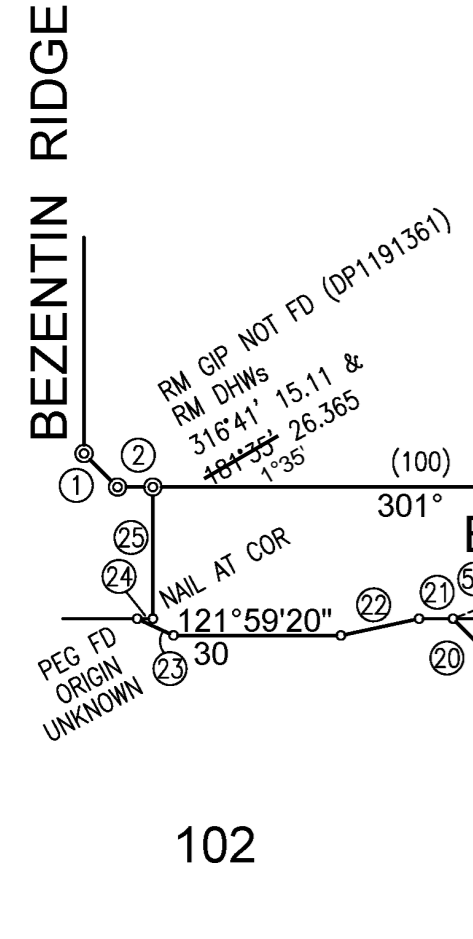 BEZENTIN RIDGE
RM GIP NOT FD (DP1191361)
RM DHWs
316°41' 15.11 &
181°35' 26.365
1°35'
(100)
301°
1
2
25
24
NAIL AT COR
121°59'20"
30
22
21
20
23
PEG FD
ORIGIN
UNKNOWN
102